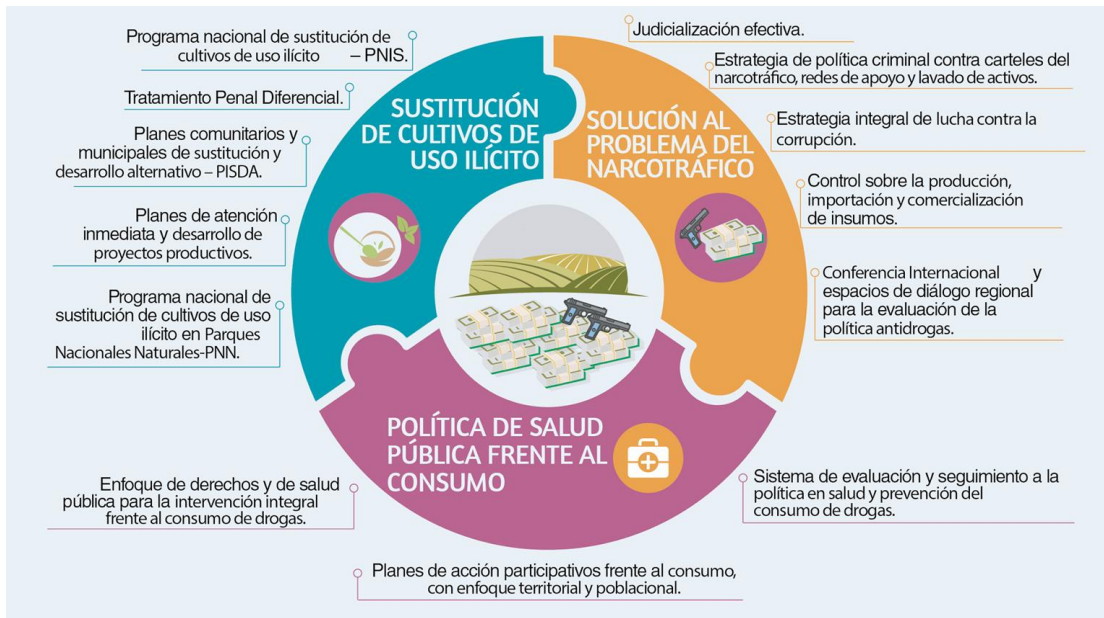 Programa nacional de sustitución de
cultivos de uso ilícito – PNIS.
Tratamiento Penal Diferencial.
Planes comunitarios y
municipales de sustitución y
desarrollo alternativo – PISDA.
Planes de atención
inmediata y desarrollo de
proyectos productivos.
Programa nacional de
sustitución de cultivos de uso
ilícito en Parques
Nacionales Naturales-PNN.
SUSTITUCIÓN
DE CULTIVOS DE
USO ILÍCITO
SOLUCIÓN AL
PROBLEMA DEL
NARCOTRÁFICO
Judicialización efectiva.
Estrategia de política criminal contra carteles del
narcotráfico, redes de apoyo y lavado de activos.
Estrategia integral de lucha contra la
corrupción.
Control sobre la producción,
importación y comercialización
de insumos.
Conferencia Internacional y
espacios de diálogo regional
para la evaluación de la
política antidrogas.
POLÍTICA DE SALUD
PÚBLICA FRENTE AL
CONSUMO
Enfoque de derechos y de salud
pública para la intervención integral
frente al consumo de drogas.
Planes de acción participativos frente al consumo,
con enfoque territorial y poblacional.
Sistema de evaluación y seguimiento a la
política en salud y prevención del
consumo de drogas.